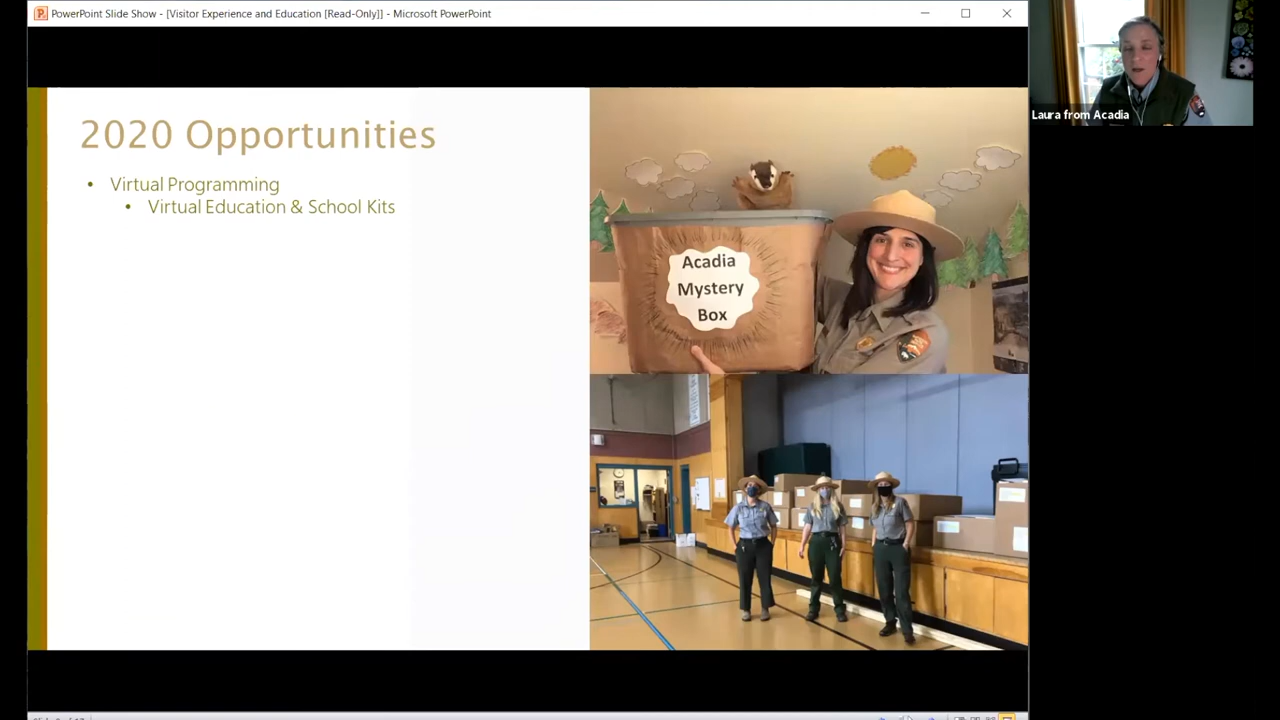 PowerPoint Slide Show - [Visitor Experience and Education [Read-Only]] - Microsoft PowerPoint
Laura from Acadia
2020 Opportunities
• Virtual Programming
• Virtual Education & School Kits
Acadia
Mystery
Box